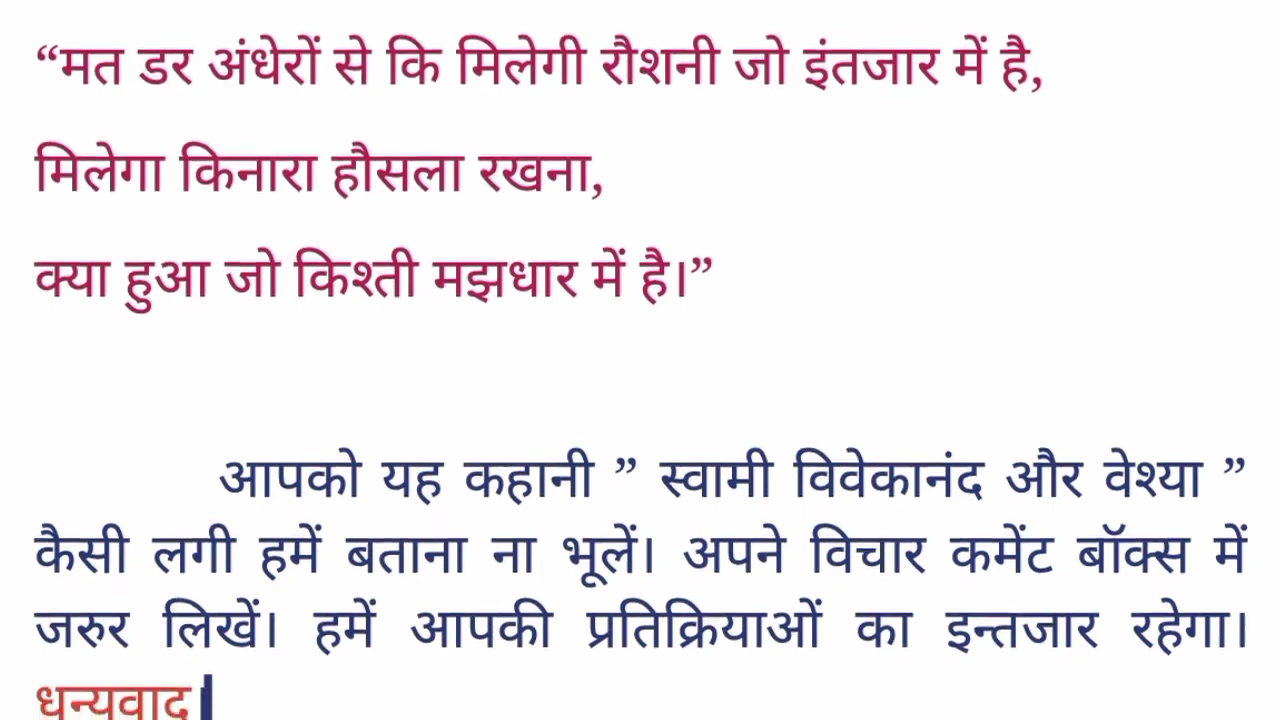 “मत डर अंधेरों से कि मिलेगी रौशनी जो इंतजार में है,
मिलेगा किनारा हौसला रखना,
क्या हुआ जो किश्ती मझधार में है।”
आपको यह कहानी ” स्वामी विवेकानंद और वेश्या ”
कैसी लगी हमें बताना ना भूलें। अपने विचार कमेंट बॉक्स में
जरुर लिखें। हमें आपकी प्रतिक्रियाओं का इन्तजार रहेगा।
धन्यवाद